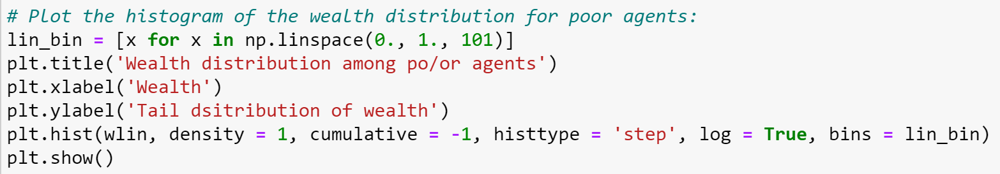 # Plot the histogram of the wealth distribution for poor agents:
lin_bin = [x for x in np.linspace(0., 1., 101)]
plt.title('Wealth distribution among po/or agents')
plt.xlabel('Wealth')
plt.ylabel('Tail dsitribution of wealth')
plt.hist(wlin, density = 1, cumulative = -1, histtype = 'step', log = True, bins = lin_bin)
plt.show()